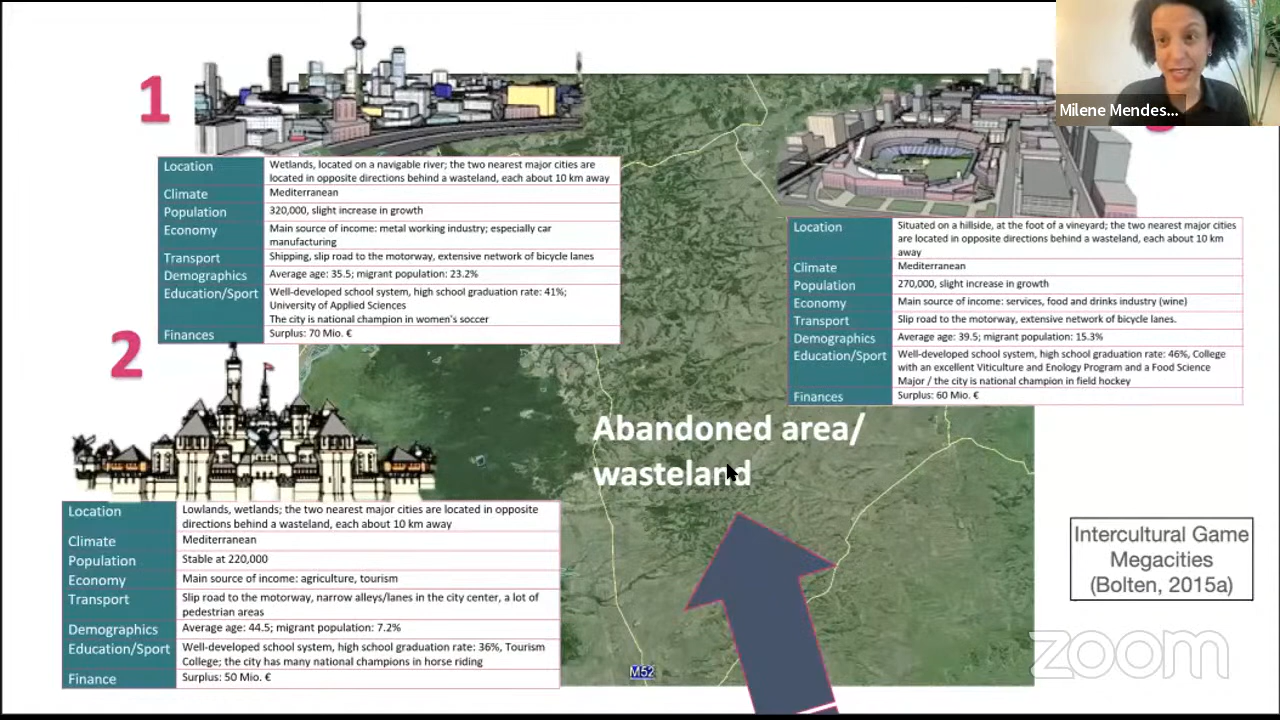 Milene Mendes...
1
Location
Wetlands, located on a navigable river; the two nearest major cities are
located in opposite directions behind a wasteland, each about 10 km away
Climate
Mediterranean
Population
320,000, slight increase in growth
Economy
Main source of income: metal working industry; especially car
manufacturing
Transport
Shipping, slip road to the motorway, extensive network of bicycle lanes
Demographics
Average age: 35.5; migrant population: 23.2%
Education/Sport
Well-developed school system, high school graduation rate: 41%;
University of Applied Sciences
The city is national champion in women's soccer
Finances
Surplus: 70 Mio. €
Location
Situated on a hillside, at the foot of a vineyard; the two nearest major cities
are located in opposite directions behind a wasteland, each about 10 km
away
Climate
Mediterranean
Population
270,000, slight increase in growth
Economy
Main source of income: services, food and drinks industry (wine)
Transport
Slip road to the motorway, extensive network of bicycle lanes.
Demographics
Average age: 39.5; migrant population: 15.3%
Education/Sport
Well-developed school system, high school graduation rate: 46%, College
with an excellent Viticulture and Enology Program and a Food Science
Major / the city is national champion in field hockey
Finances
Surplus: 60 Mio. €
2
Location
Lowlands, wetlands; the two nearest major cities are located in opposite
directions behind a wasteland, each about 10 km away
Climate
Mediterranean
Population
Stable at 220,000
Economy
Main source of income: agriculture, tourism
Transport
Slip road to the motorway, narrow alleys/lanes in the city center, a lot of
pedestrian areas
Demographics
Average age: 44.5; migrant population: 7.2%
Education/Sport
Well-developed school system, high school graduation rate: 36%, Tourism
College; the city has many national champions in horse riding
Finance
Surplus: 50 Mio. €
Abandoned area/
wasteland
M52
Intercultural Game
Megacities
(Bolten, 2015a)
zoom